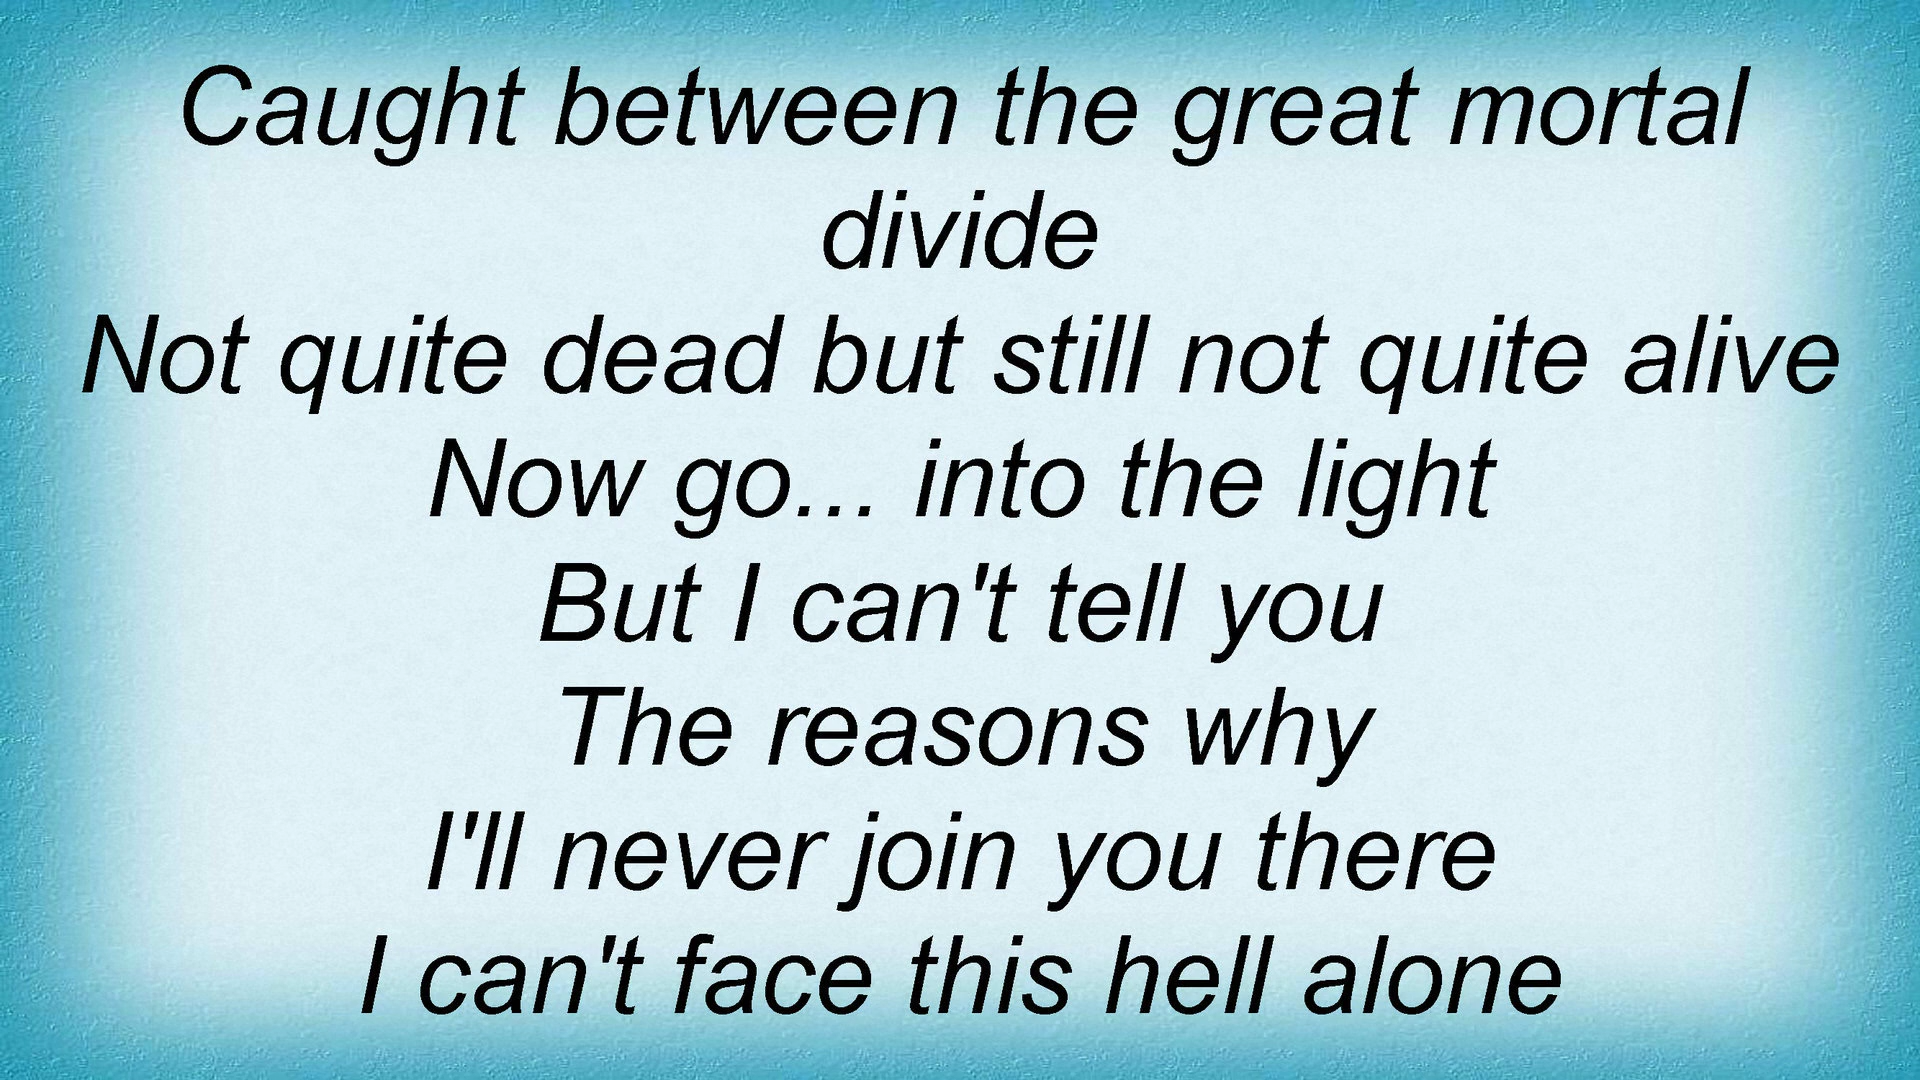 Caught between the great mortal
divide
Not quite dead but still not quite alive
Now go... into the light
But I can't tell you
The reasons why
I'll never join you there
I can't face this hell alone